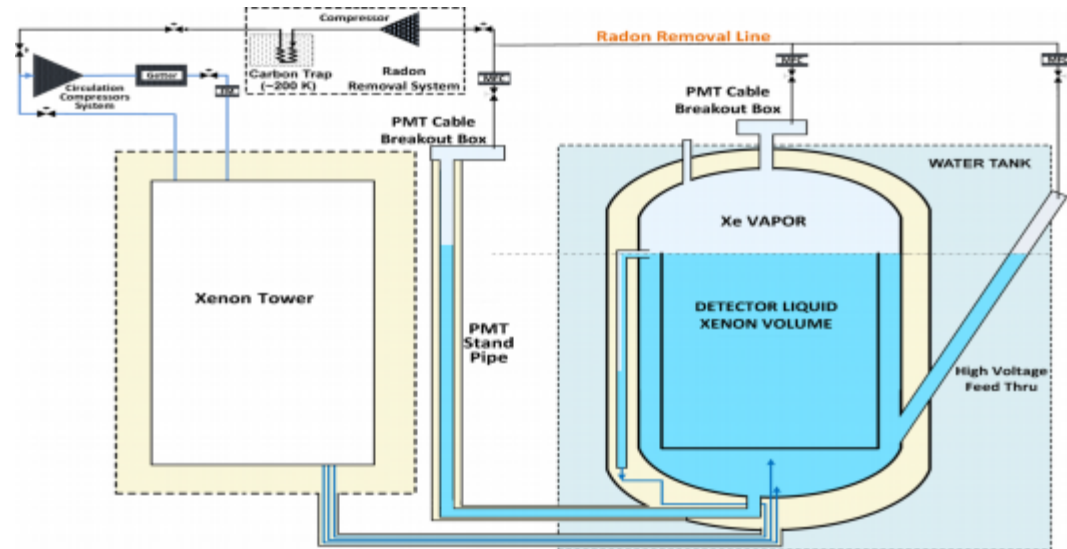 Compressor
Radon Removal Line
Carbon Trap
(~200 K)
Radon
Removal System
Getter
Circulation
Compressors
System
MFC
PMT Cable
Breakout Box
PMT Cable
Breakout Box
WATER TANK
Xe VAPOR
Xenon Tower
DETECTOR LIQUID
XENON VOLUME
PMT
Stand
Pipe
High Voltage
Feed Thru